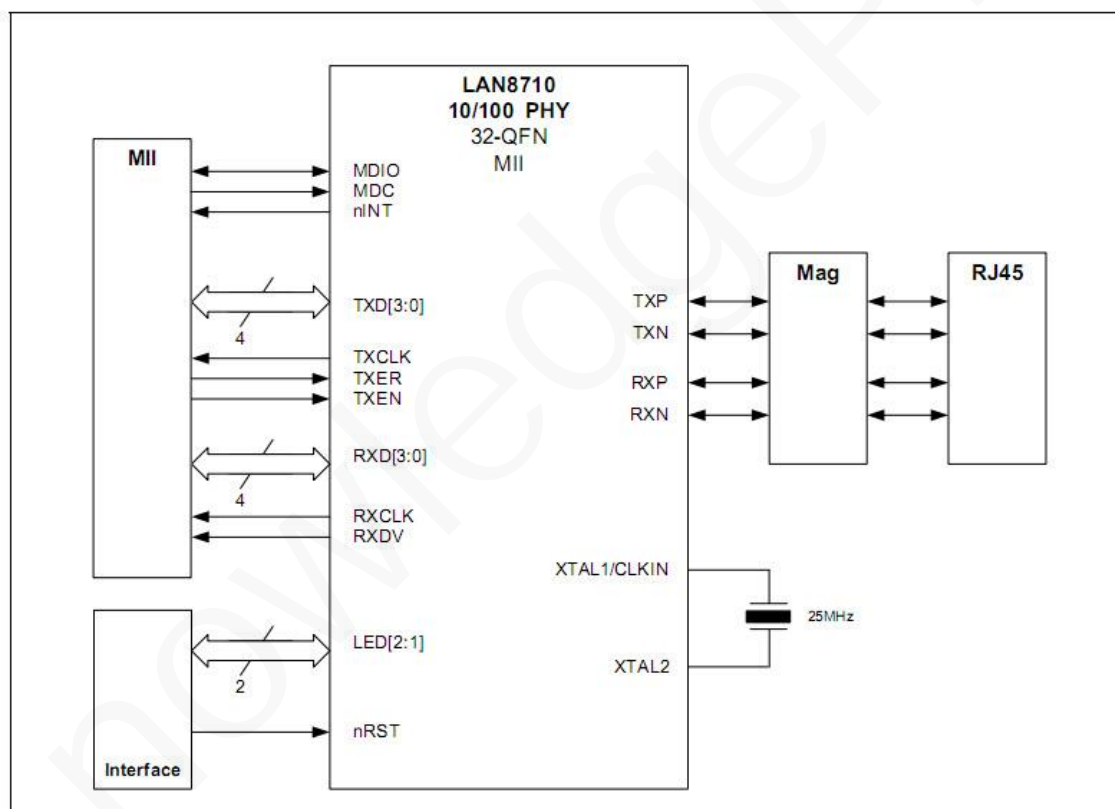 LAN8710
10/100 PHY
32-QFN
MII
MII
MDIO
MDC
nINT
TXD[3:0]
4
TXCLK
TXER
TXEN
RXD[3:0]
4
RXCLK
RXDV
Interface
LED[2:1]
2
nRST
TXP
TXN
RXP
RXN
Mag
RJ45
XTAL1/CLKIN
25MHz
XTAL2